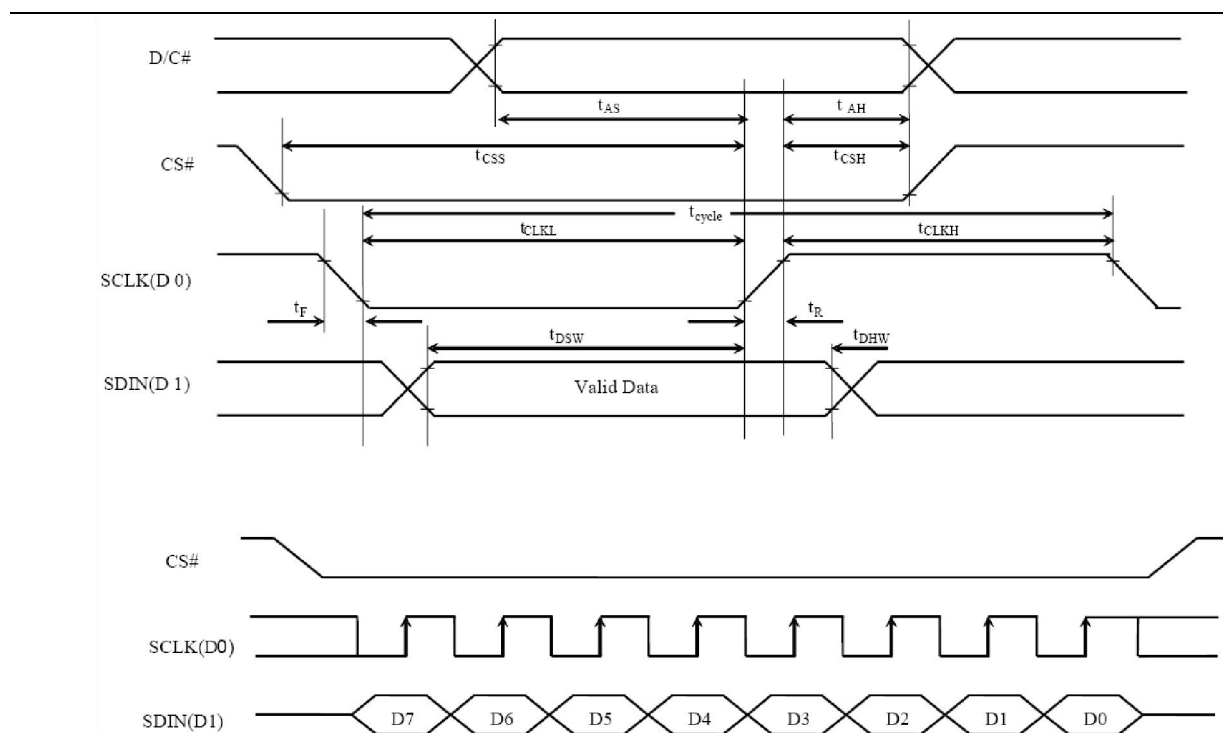 D/C#
tAS
t AH
CS#
tCSS
tCSH
tcycle
tCLKL
tCLKH
SCLK(D 0)
tF
tR
tDSW
tDHW
SDIN(D 1)
Valid Data
CS#
SCLK(D0)
SDIN(D1)
D7 D6 D5 D4 D3 D2 D1 D0